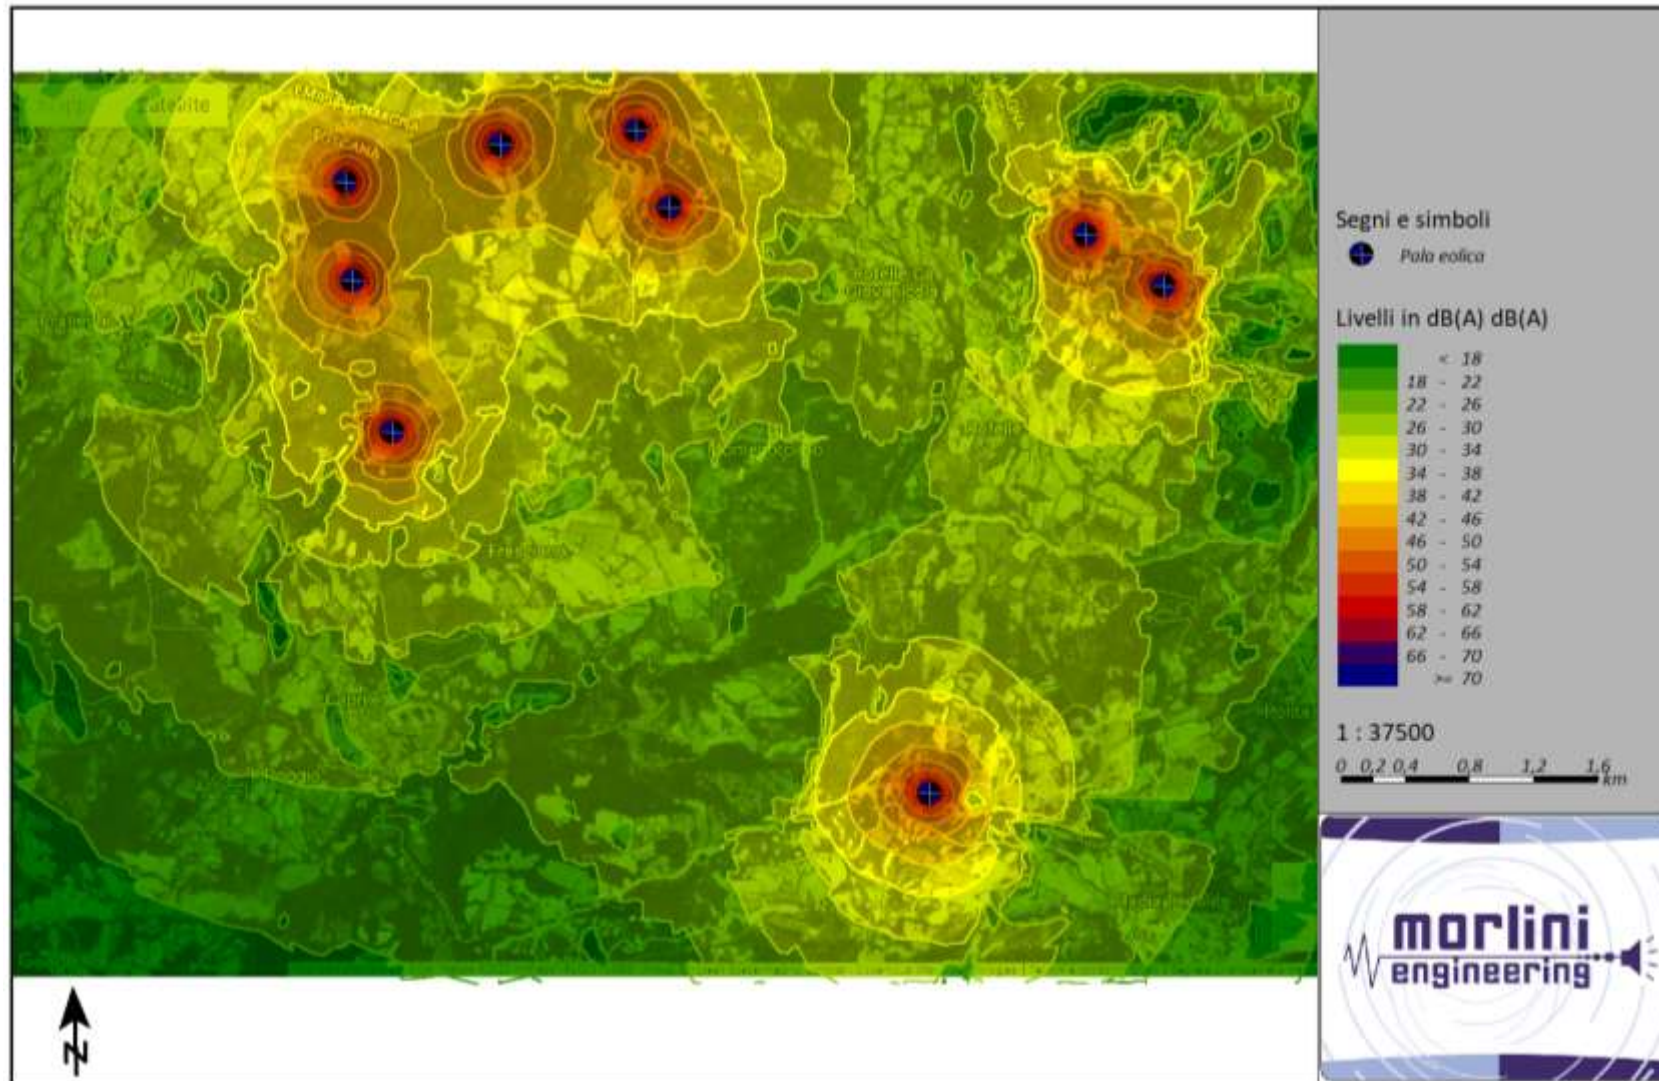 Satellite
TOSCANA
Segni e simboli
Pala eolica
Livelli in dB(A) dB(A)
< 18
18 - 22
22 - 26
26 - 30
30 - 34
34 - 38
38 - 42
42 - 46
46 - 50
50 - 54
54 - 58
58 - 62
62 - 66
66 - 70
>= 70
1 : 37500
0 0,2 0,4 0,8 1,2 1,6
km
morlini
engineering
N